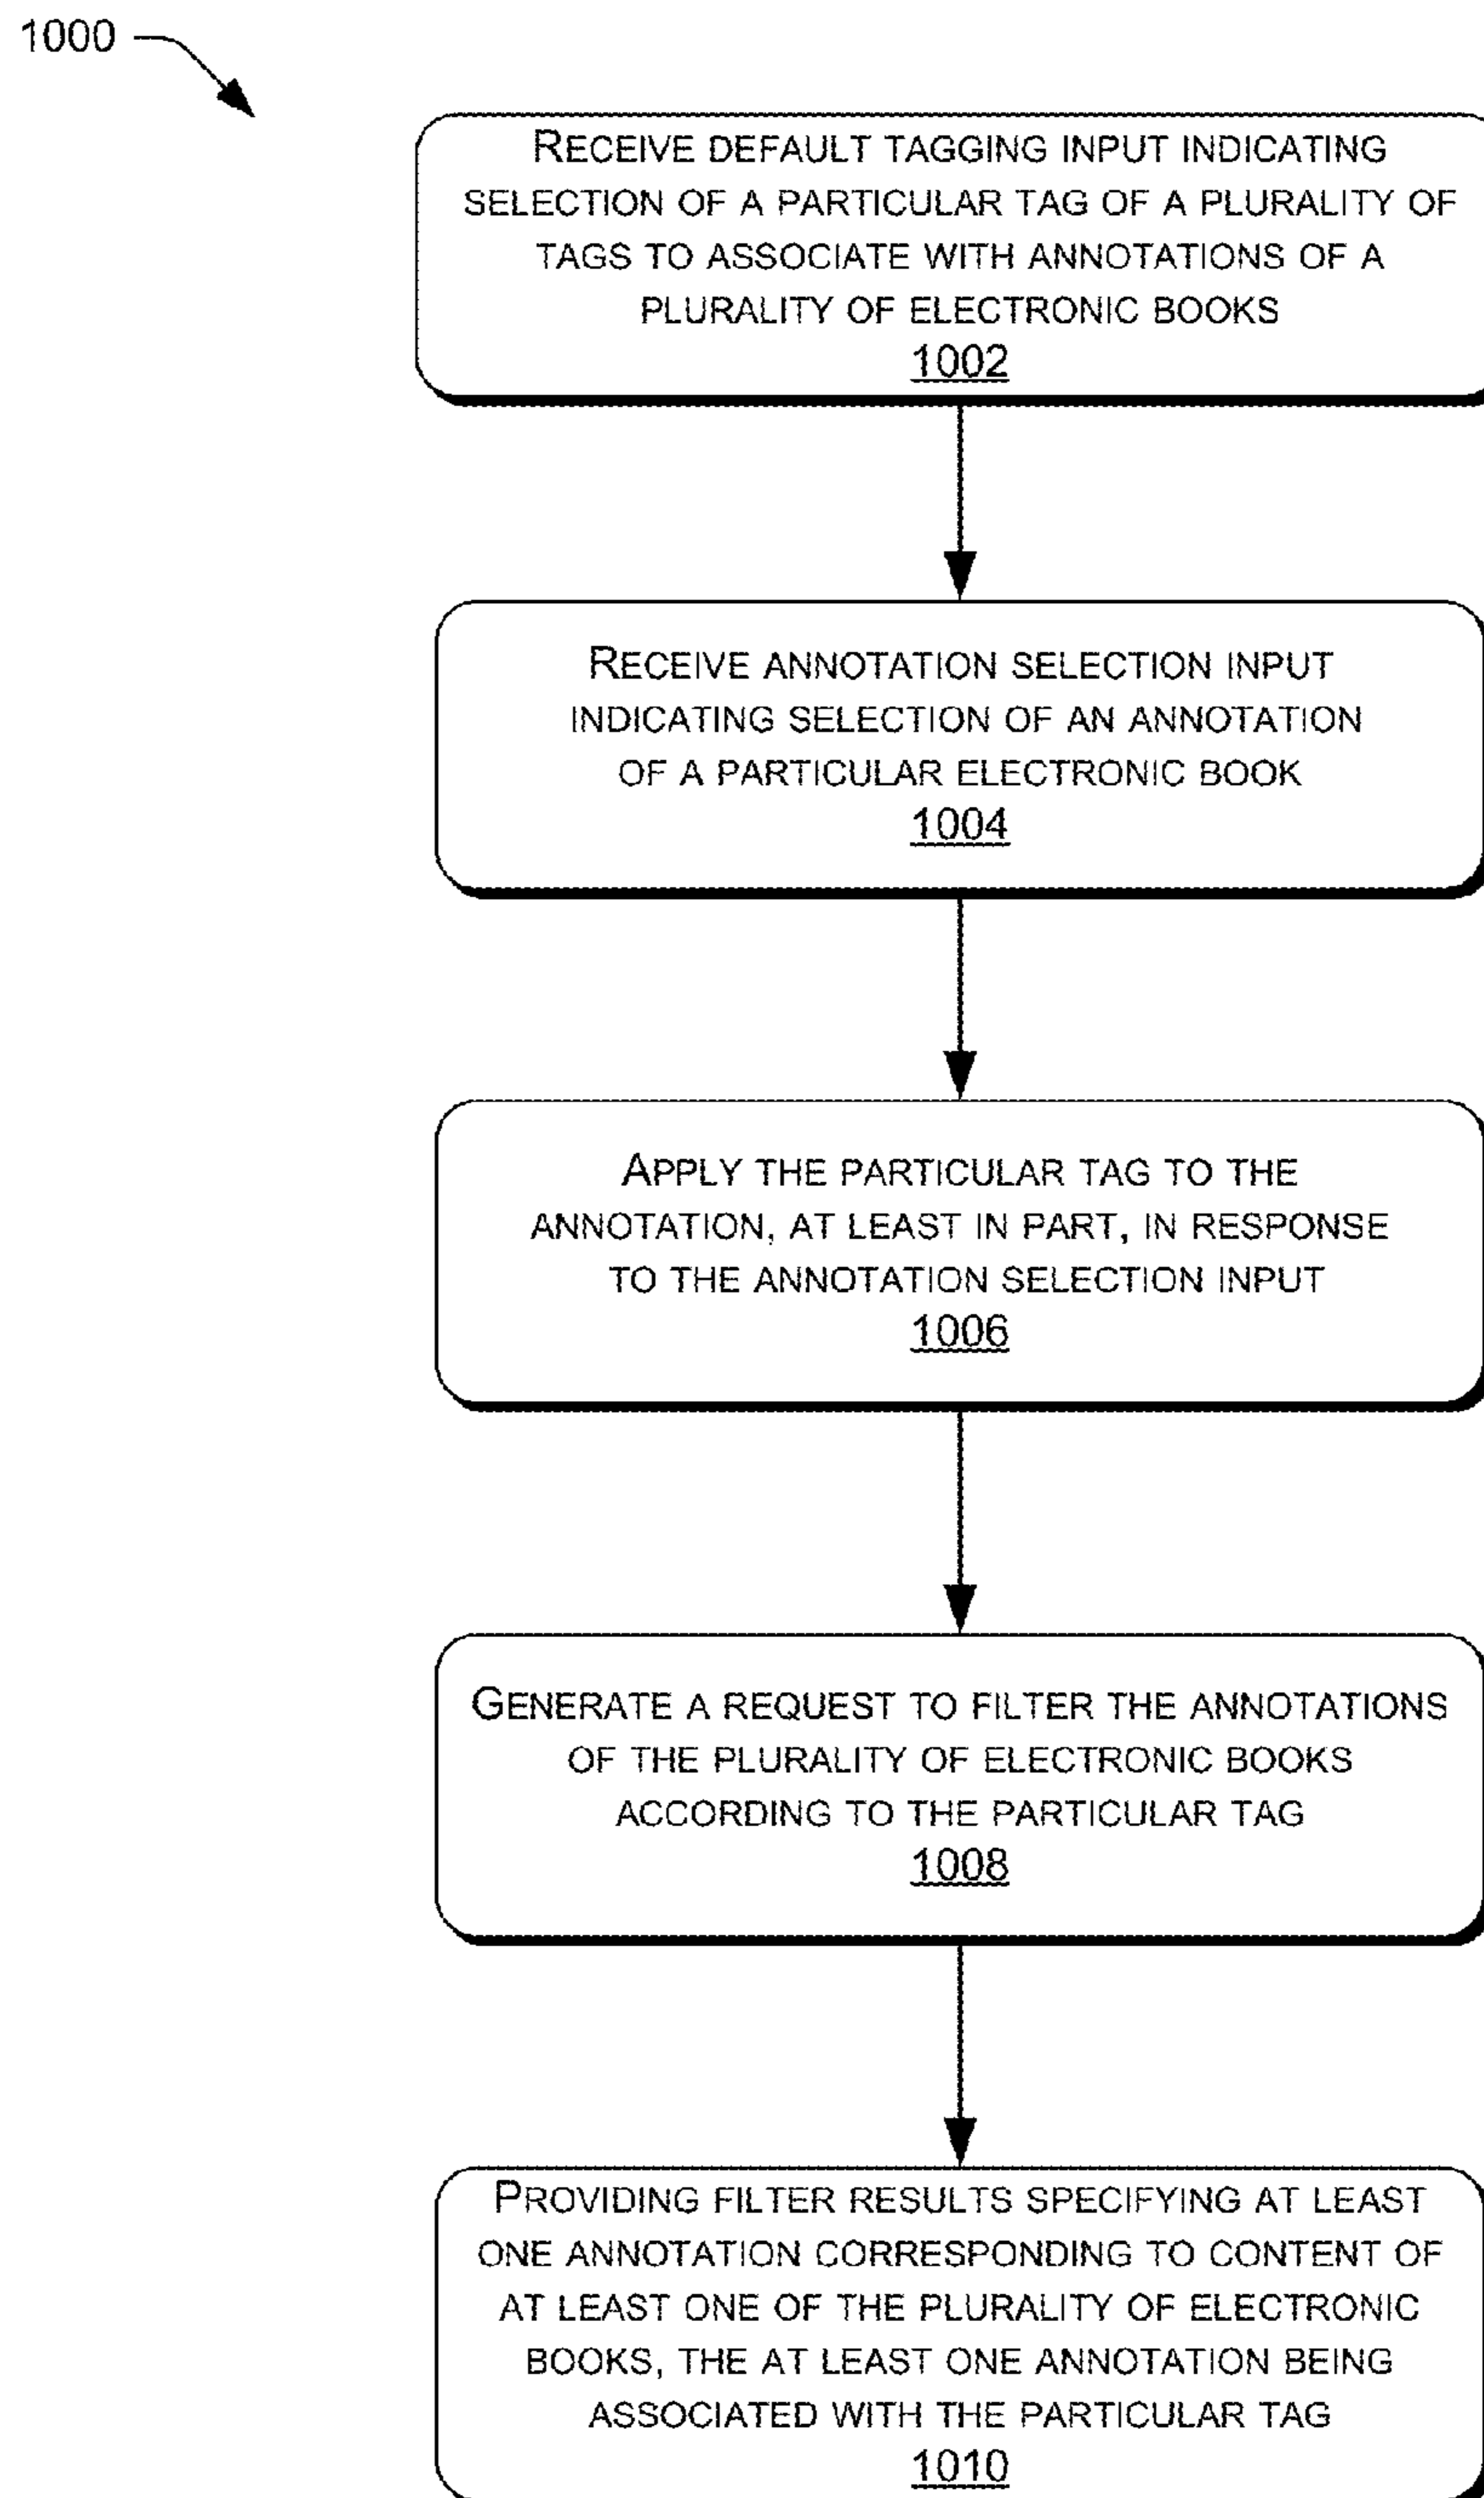 1000
RECEIVE DEFAULT TAGGING INPUT INDICATING
SELECTION OF A PARTICULAR TAG OF A PLURALITY OF
TAGS TO ASSOCIATE WITH ANNOTATIONS OF A
PLURALITY OF ELECTRONIC BOOKS
1002
RECEIVE ANNOTATION SELECTION INPUT
INDICATING SELECTION OF AN ANNOTATION
OF A PARTICULAR ELECTRONIC BOOK
1004
APPLY THE PARTICULAR TAG TO THE
ANNOTATION, AT LEAST IN PART, IN RESPONSE
TO THE ANNOTATION SELECTION INPUT
1006
GENERATE A REQUEST TO FILTER THE ANNOTATIONS
OF THE PLURALITY OF ELECTRONIC BOOKS
ACCORDING TO THE PARTICULAR TAG
1008
PROVIDING FILTER RESULTS SPECIFYING AT LEAST
ONE ANNOTATION CORRESPONDING TO CONTENT OF
AT LEAST ONE OF THE PLURALITY OF ELECTRONIC
BOOKS, THE AT LEAST ONE ANNOTATION BEING
ASSOCIATED WITH THE PARTICULAR TAG
1010